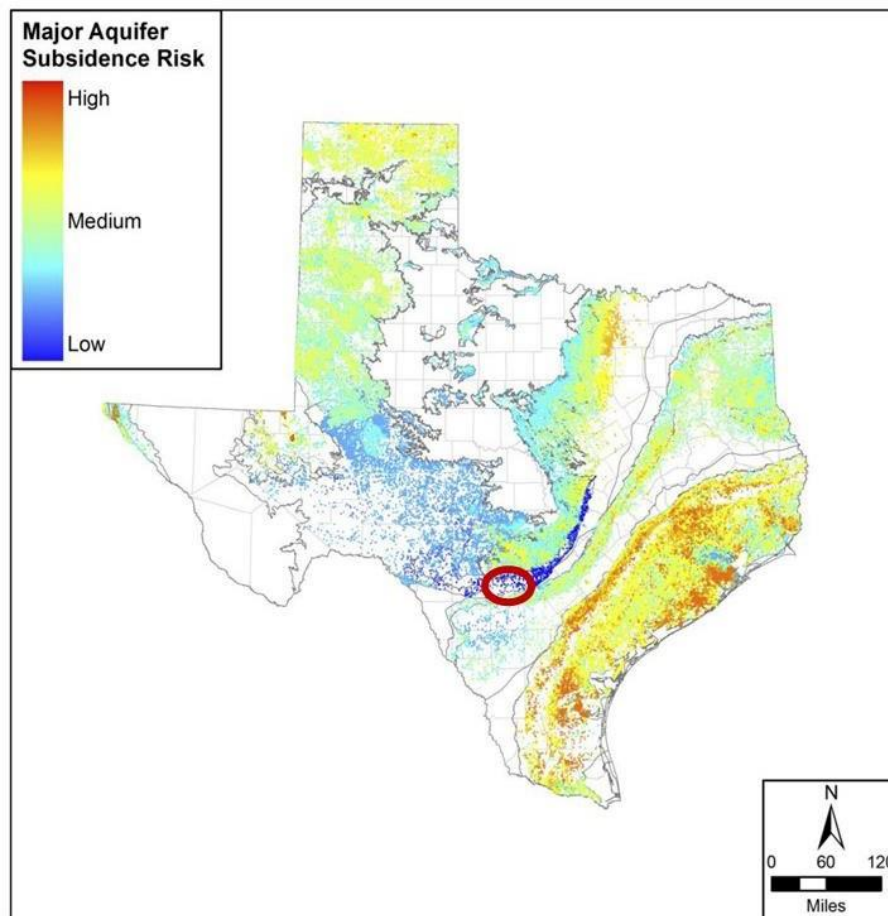 Major Aquifer
Subsidence Risk
High
Medium
Low
N
0 60 120
Miles